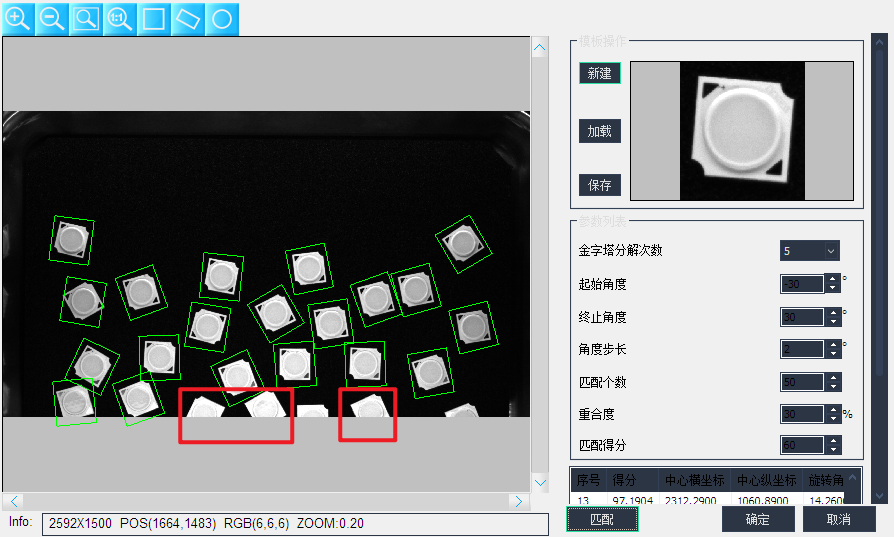 1:1
模板操作
新建
加载
保存
参数列表
金字塔分解次数 5
起始角度 -30 °
终止角度 30 °
角度步长 2 °
匹配个数 50
重合度 30 %
匹配得分 60
序号 得分 中心横坐标 中心纵坐标 旋转角
13 97.1904 2312.2900 1060.8900 14.2600
匹配 确定 取消
Info: 2592X1500 POS(1664,1483) RGB(6,6,6) ZOOM:0.20